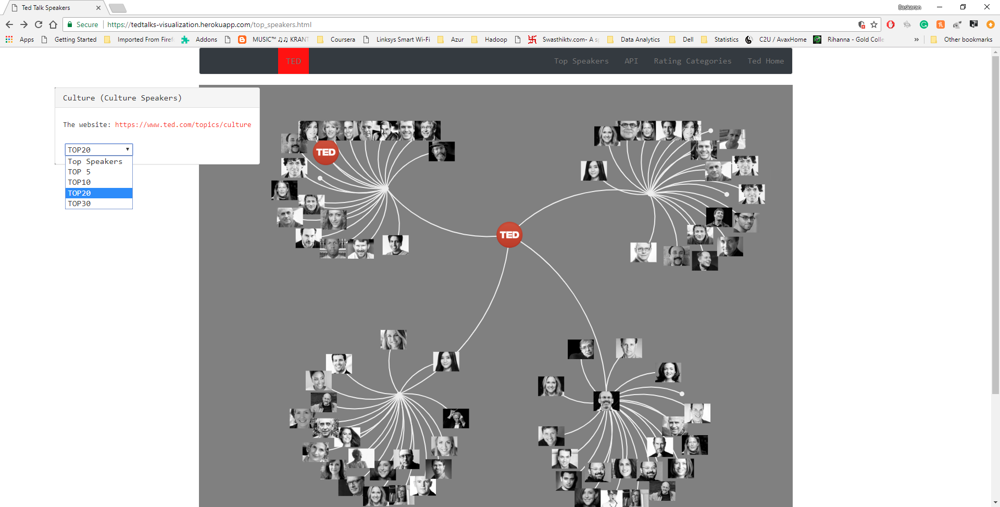 Ted Talk Speakers
Baskaran
Secure
https://tedtalks-visualization.herokuapp.com/top_speakers.html
Apps
Getting Started
Imported From Firef
Addons
MUSIC™ ♫♫ KRANT
Coursera
Linksys Smart Wi-Fi
Azur
Hadoop
Swasthiktv.com- A sp
Data Analytics
Dell
Statistics
C2U / AvaxHome
Rihanna - Gold Colle
»
Other bookmarks
TED
Top Speakers
API
Rating Categories
Ted Home
Culture (Culture Speakers)
The website: https://www.ted.com/topics/culture
TOP20
Top Speakers
TOP 5
TOP10
TOP20
TOP30
TED
TED